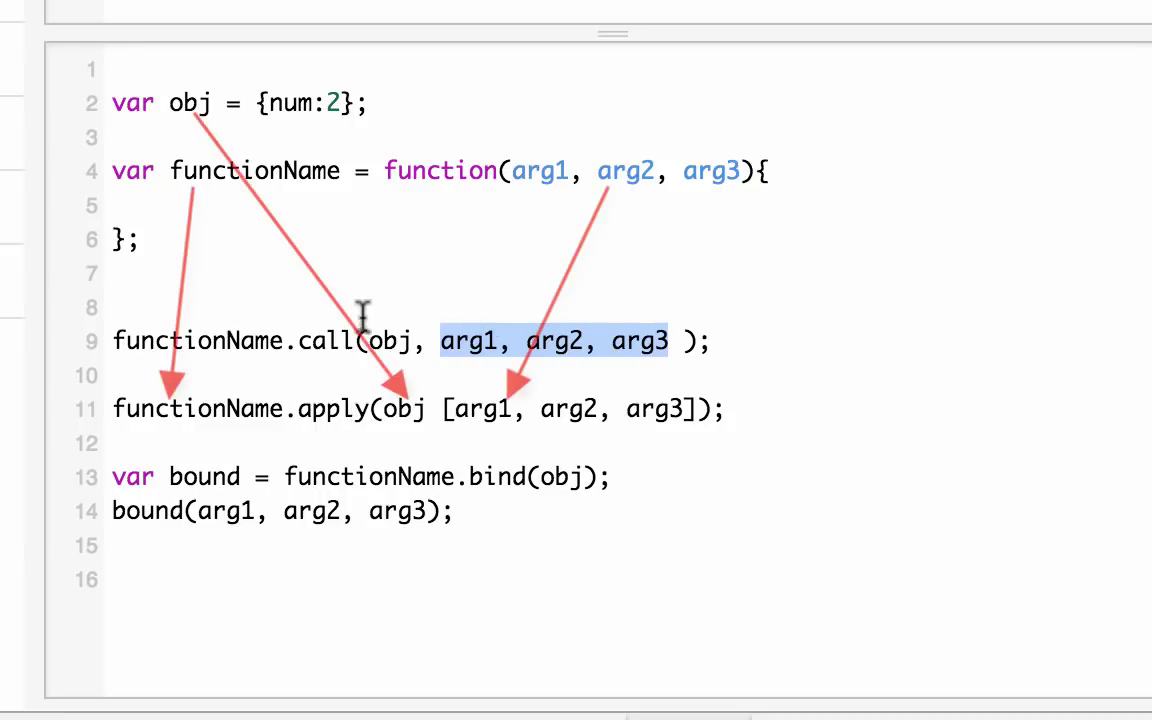 1
2 var obj = {num:2};
3
4 var functionName = function(arg1, arg2, arg3){
5
6 };
7
8
9 functionName.call(obj, arg1, arg2, arg3 );
10
11 functionName.apply(obj [arg1, arg2, arg3]);
12
13 var bound = functionName.bind(obj);
14 bound(arg1, arg2, arg3);
15
16